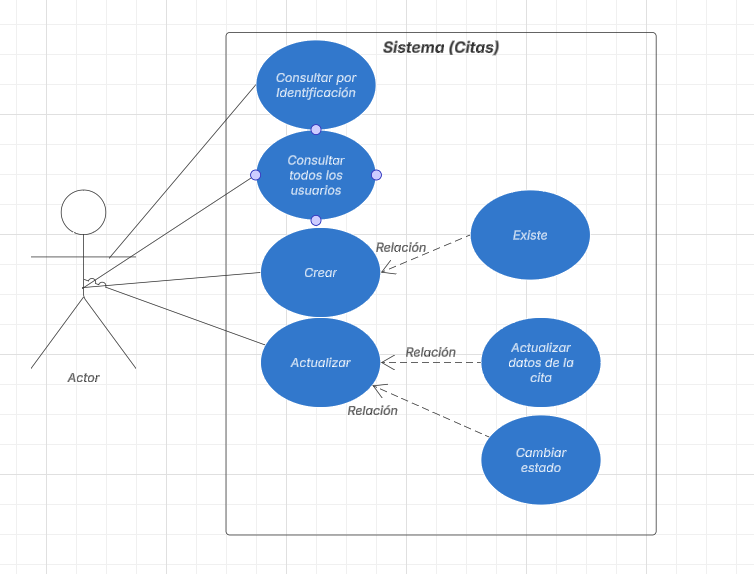 Sistema (Citas)
Consultar por
Identificación
Consultar
todos los
usuarios
Existe
Relación
Crear
Actualizar
Relación
Actualizar
datos de la
cita
Actor
Relación
Cambiar
estado